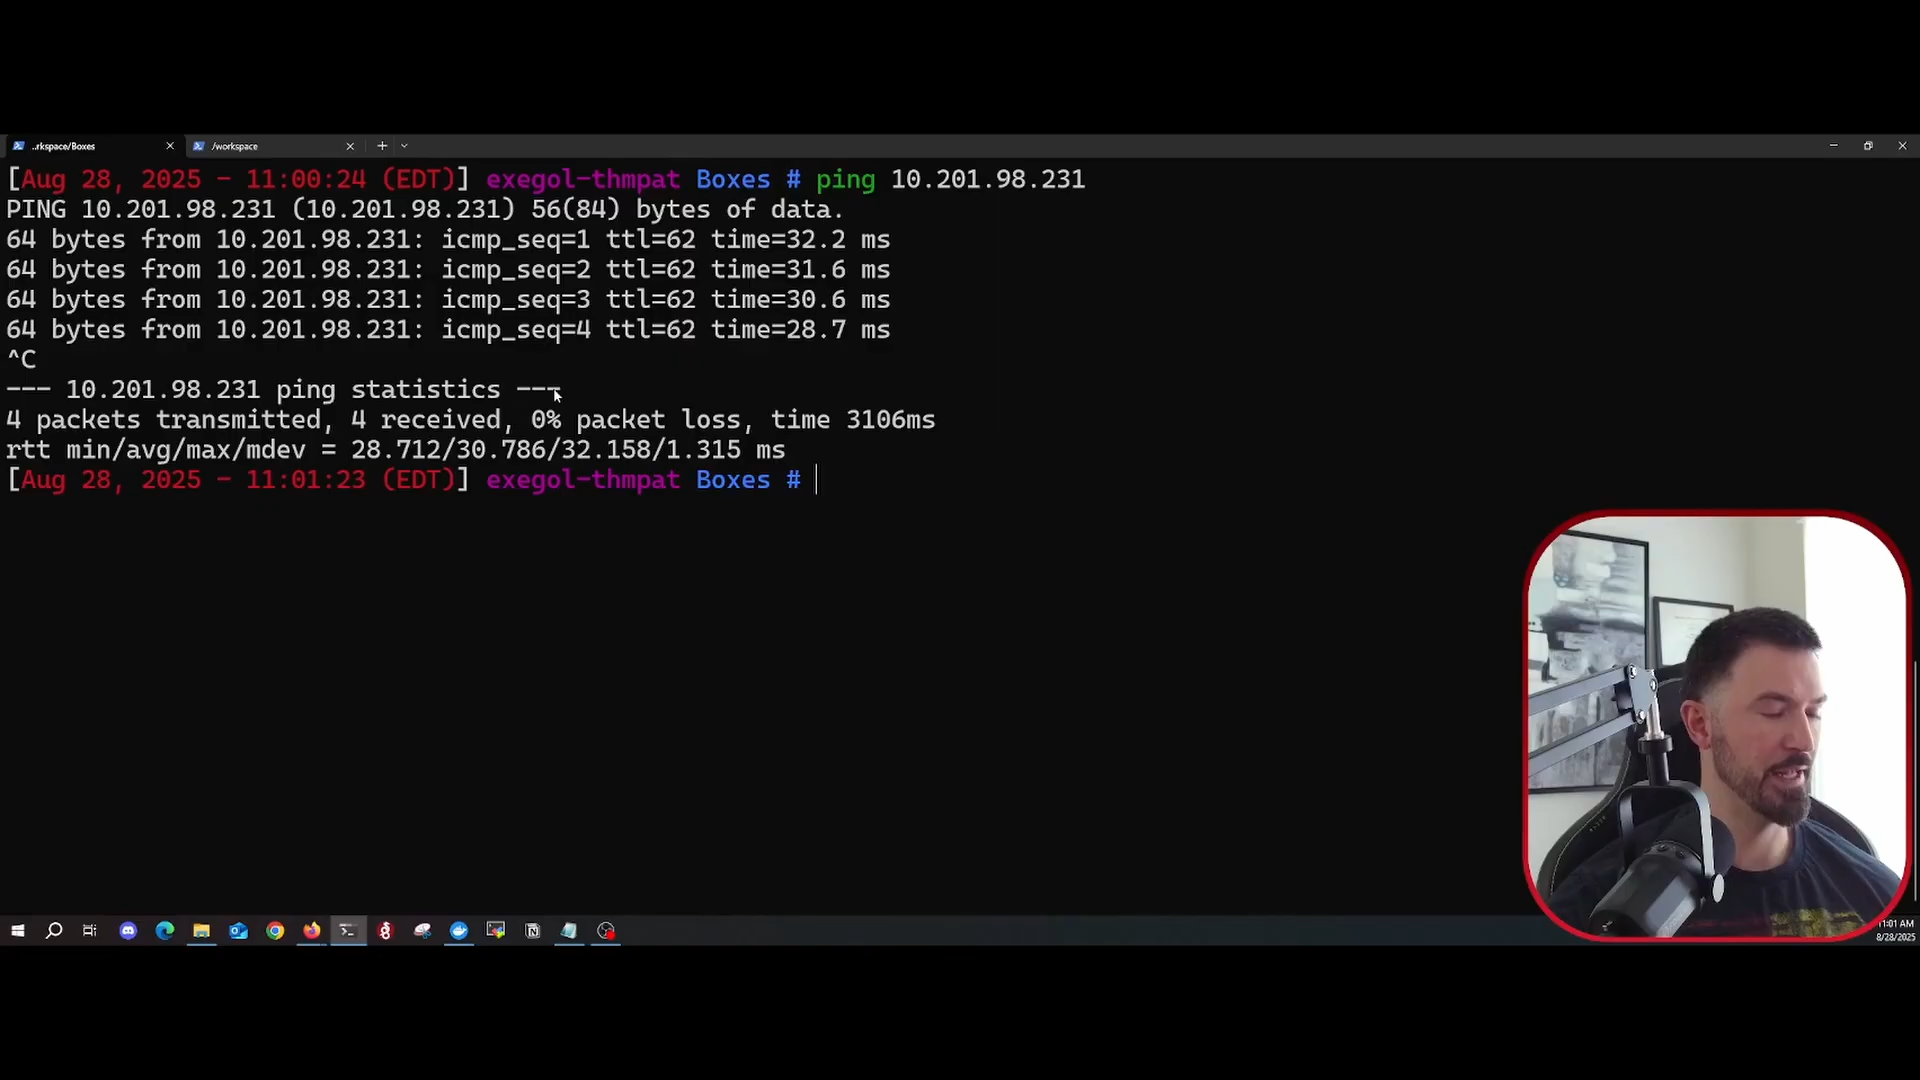 ..rkspace/Boxes
/workspace
[Aug 28, 2025 - 11:00:24 (EDT)] exegol-thmpat Boxes # ping 10.201.98.231
PING 10.201.98.231 (10.201.98.231) 56(84) bytes of data.
64 bytes from 10.201.98.231: icmp_seq=1 ttl=62 time=32.2 ms
64 bytes from 10.201.98.231: icmp_seq=2 ttl=62 time=31.6 ms
64 bytes from 10.201.98.231: icmp_seq=3 ttl=62 time=30.6 ms
64 bytes from 10.201.98.231: icmp_seq=4 ttl=62 time=28.7 ms
^C
--- 10.201.98.231 ping statistics ---
4 packets transmitted, 4 received, 0% packet loss, time 3106ms
rtt min/avg/max/mdev = 28.712/30.786/32.158/1.315 ms
[Aug 28, 2025 - 11:01:23 (EDT)] exegol-thmpat Boxes #
11:01 AM
8/28/2025